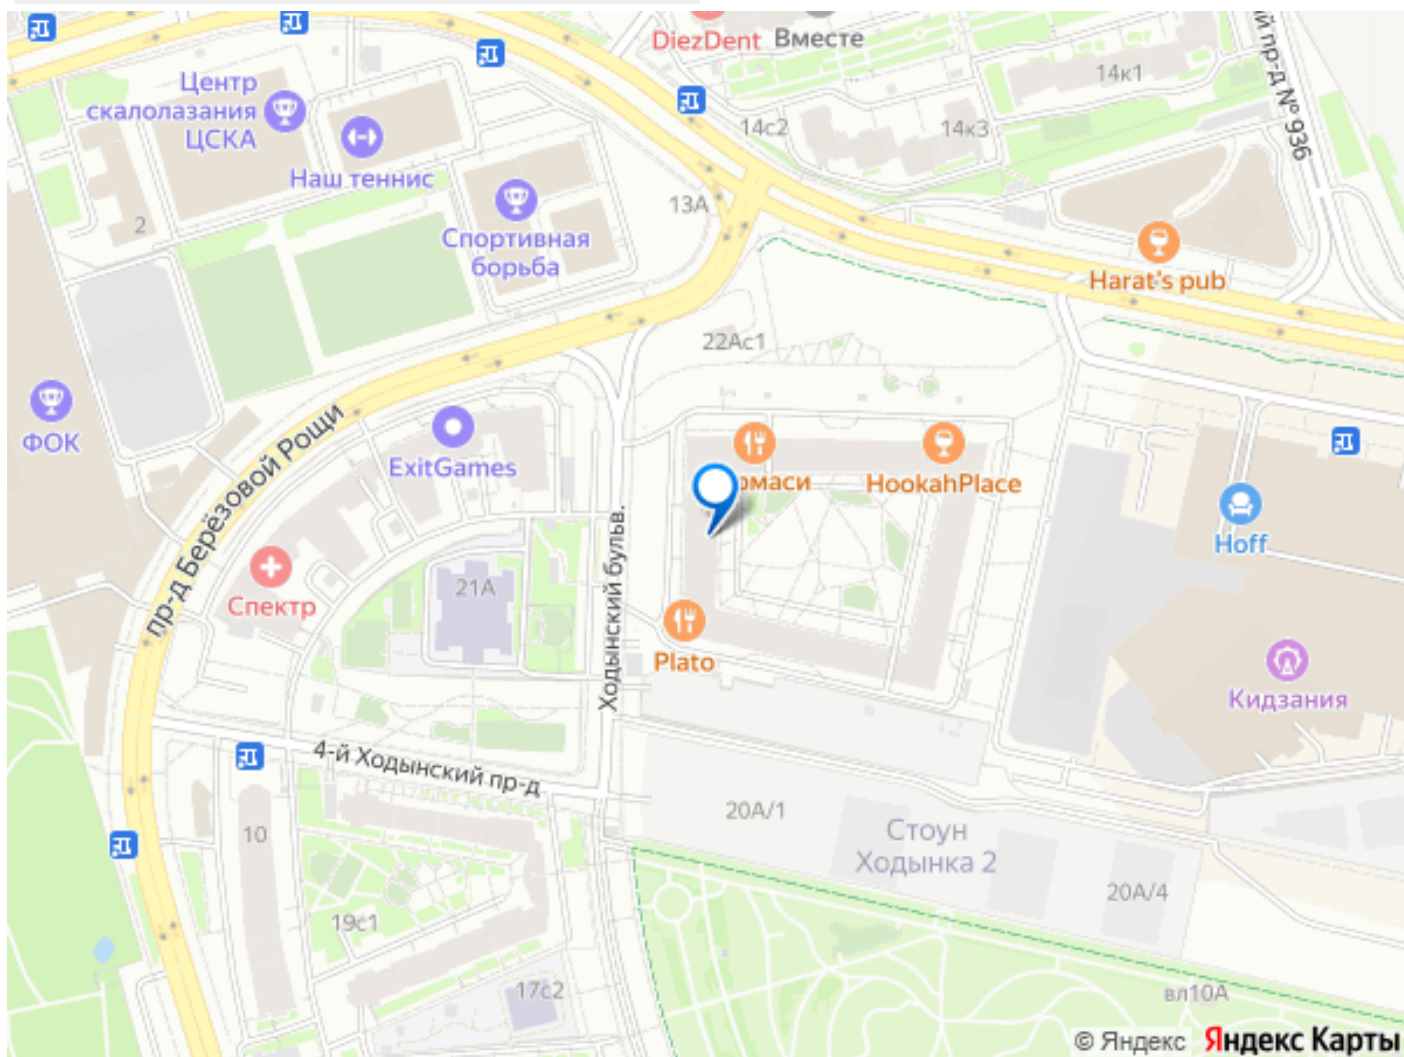 DiezDent
Вместе
14к1
й пр-д № 936
Центр
скалолазания
ЦСКА
14с2
14к3
Наш теннис
13А
2
Спортивная
борьба
Harat's pub
22Ас1
ФОК
пр-д Берёзовой Рощи
ExitGames
омаси
HookahPlace
Hoff
Ходынский бульв.
21А
Спектр
Plato
Кидзания
4-й Ходынский пр-д
20А/1
Стоун
Ходынка 2
10
20А/4
19с1
17с2
вл10А
© Яндекс Яндекс Карты